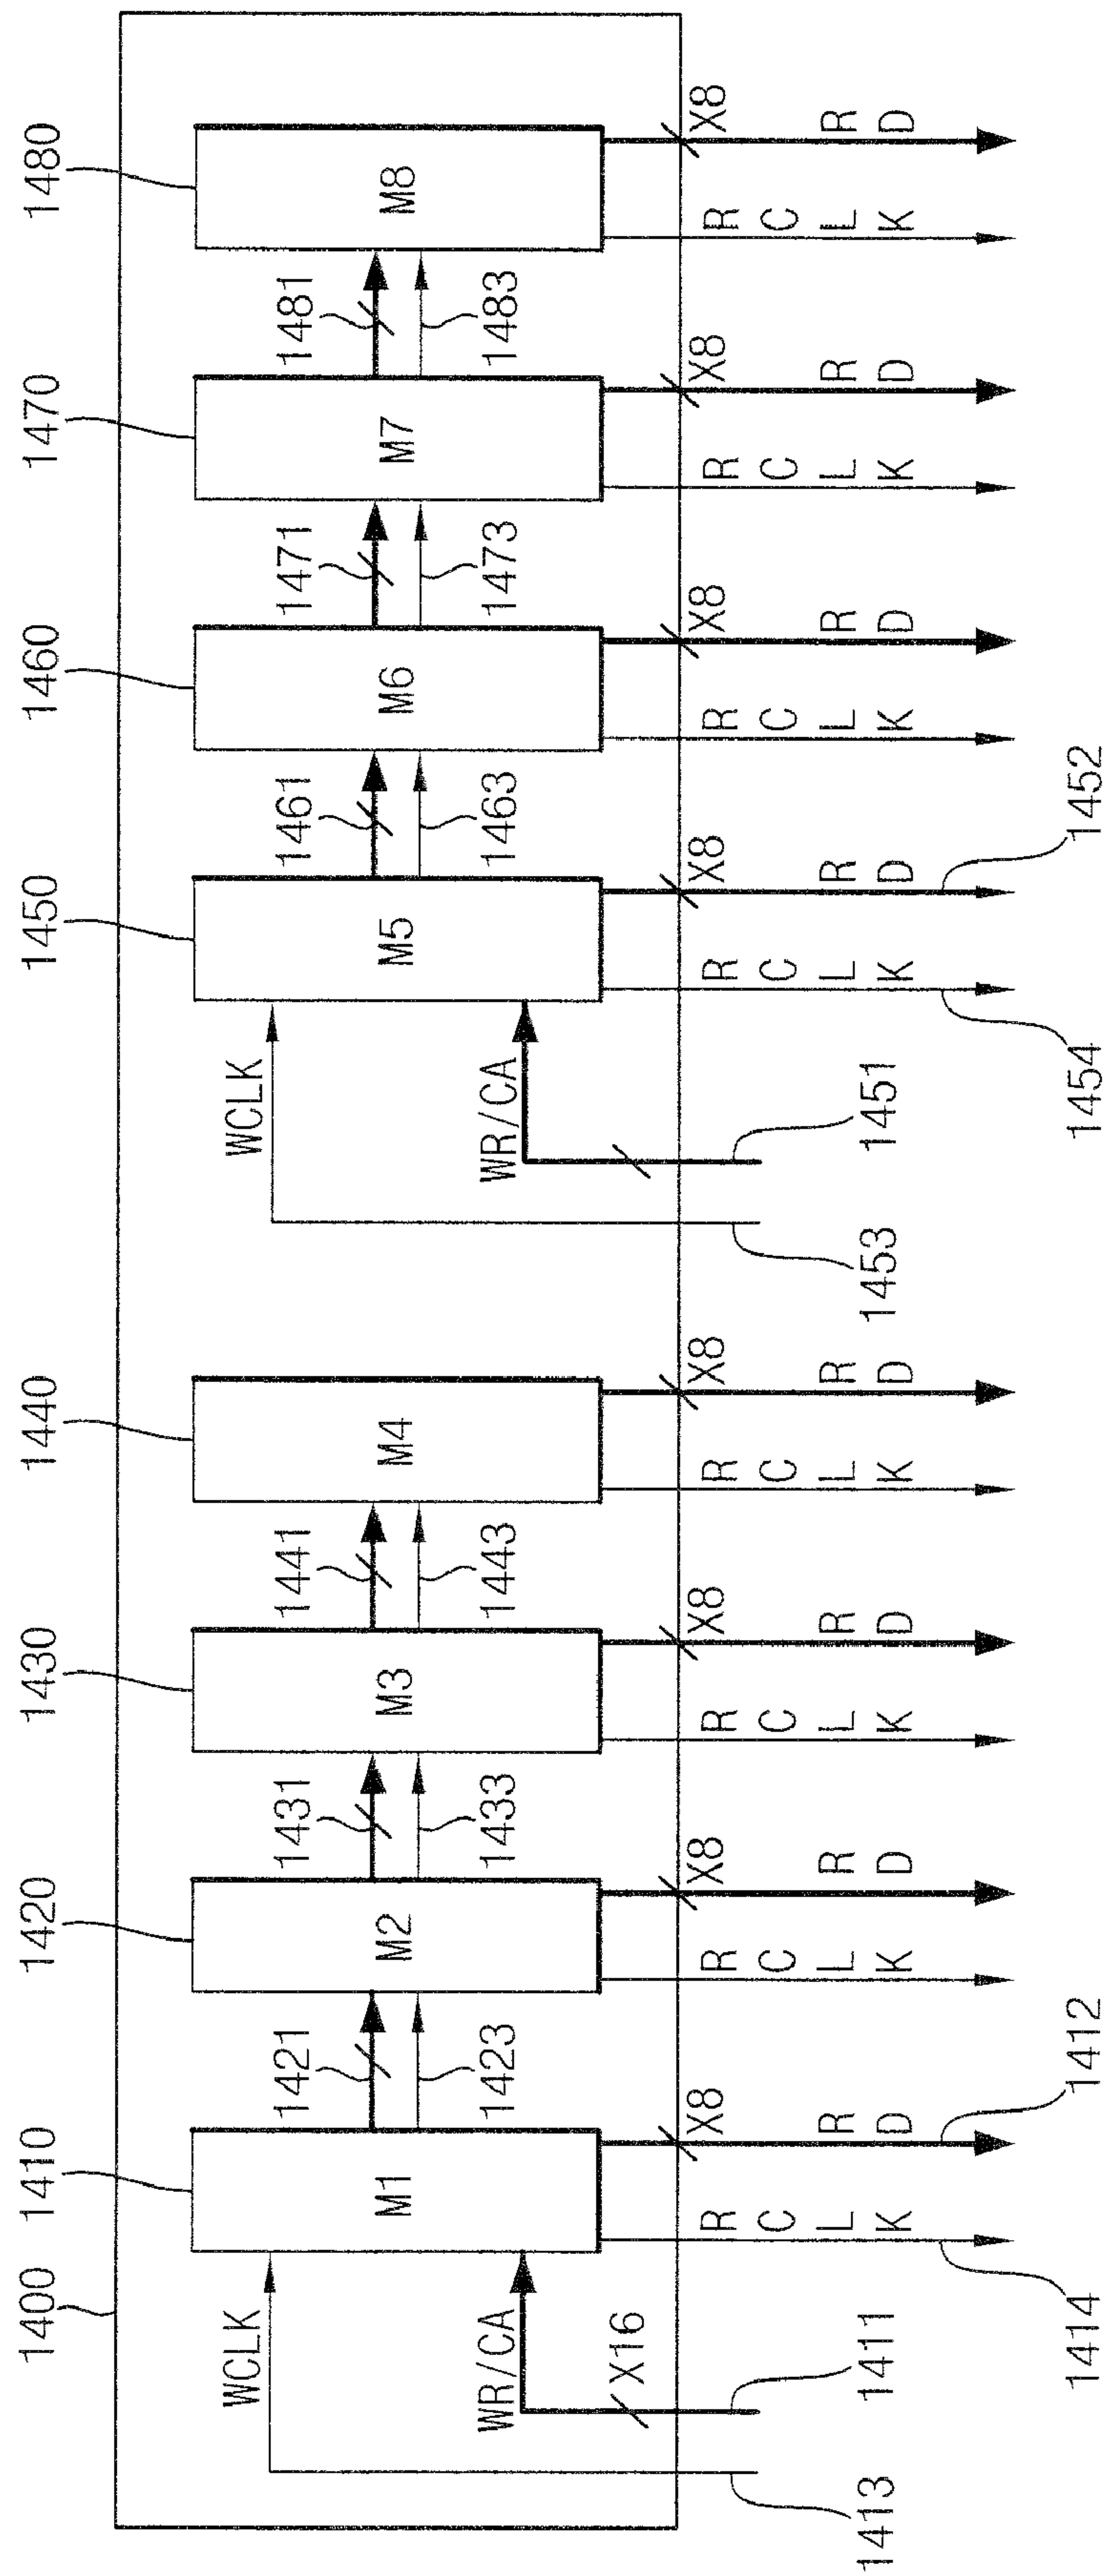 1400
1410
1420
1430
1440
1450
1460
1470
1480
WCLK
WR/CA
X16
M1
1421
1423
M2
1431
1433
M3
1441
1443
M4
WCLK
WR/CA
M5
1461
1463
M6
1471
1473
M7
1481
1483
M8
RCLK
X8
RD
RCLK
X8
RD
RCLK
X8
RD
RCLK
X8
RD
RCLK
X8
RD
RCLK
X8
RD
RCLK
X8
RD
RCLK
X8
RD
1413
1411
1414
1412
1453
1451
1454
1452